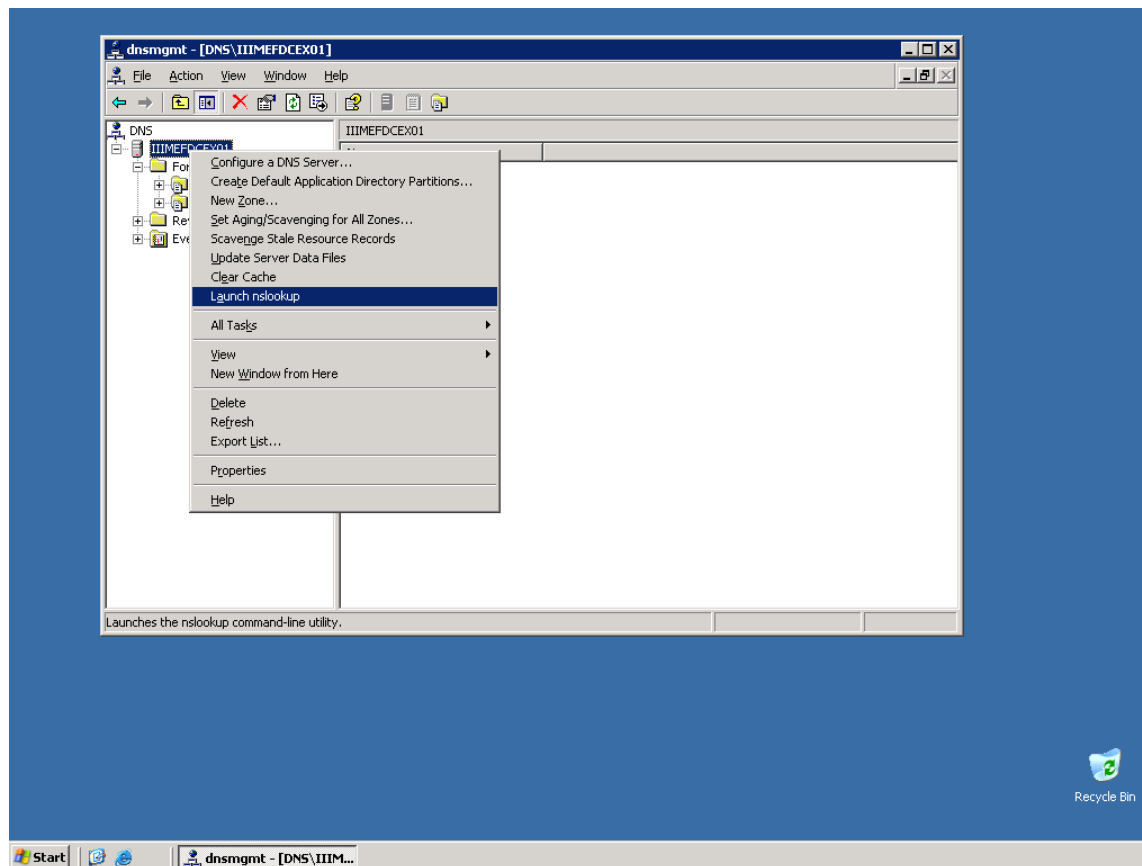 dnsmgmt - [DNS\IIIMEFDCEX01]
File Action View Window Help
DNS
IIIMEFDCEX01
IIIMEFDCEX01
For
Re
Eve
Configure a DNS Server...
Create Default Application Directory Partitions...
New Zone...
Set Aging/Scavenging for All Zones...
Scavenge Stale Resource Records
Update Server Data Files
Clear Cache
Launch nslookup
All Tasks
View
New Window from Here
Delete
Refresh
Export List...
Properties
Help
Launches the nslookup command-line utility.
Recycle Bin
Start
dnsmgmt - [DNS\IIIM...